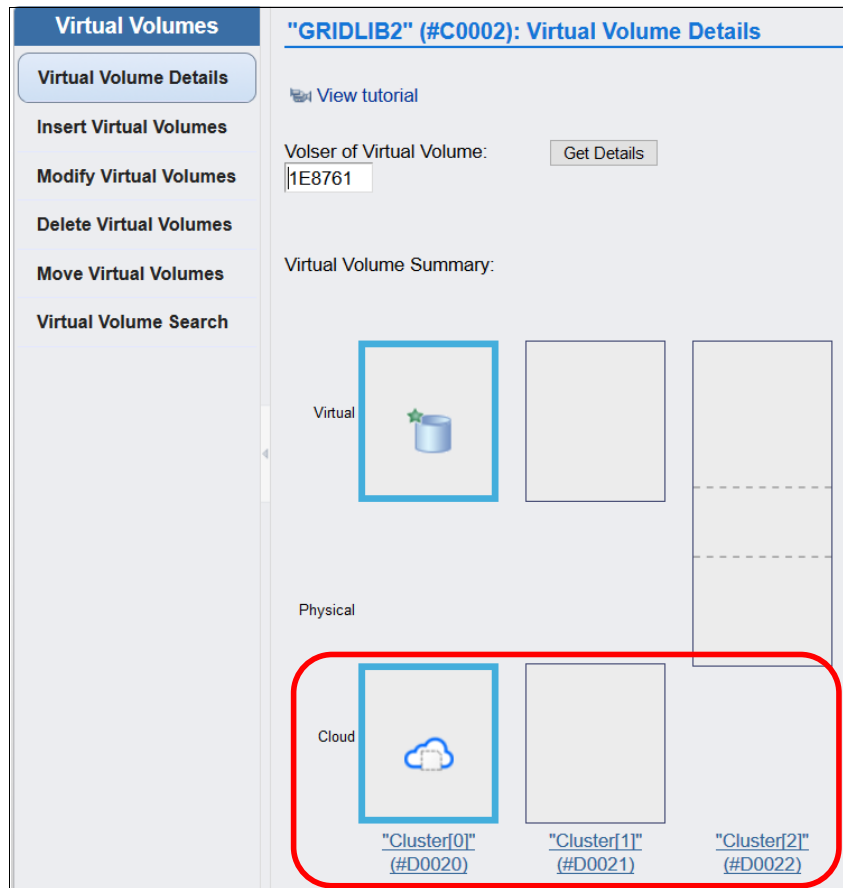 Virtual Volumes
Virtual Volume Details
Insert Virtual Volumes
Modify Virtual Volumes
Delete Virtual Volumes
Move Virtual Volumes
Virtual Volume Search
"GRIDLIB2" (#C0002): Virtual Volume Details
View tutorial
Volser of Virtual Volume:
Get Details
1E8761
Virtual Volume Summary:
Virtual
Physical
Cloud
"Cluster[0]"
(#D0020)
"Cluster[1]"
(#D0021)
"Cluster[2]"
(#D0022)